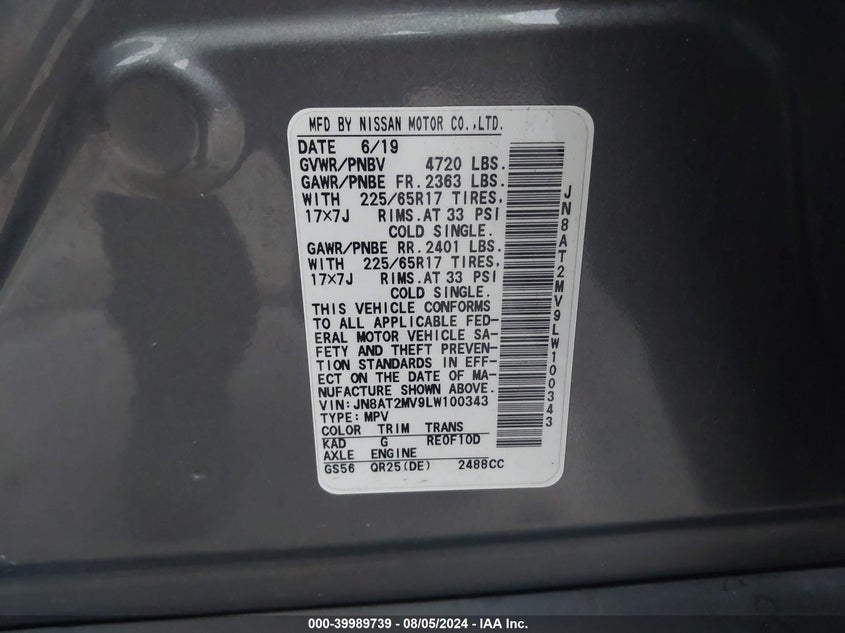 MFD BY NISSAN MOTOR CO.,LTD.
DATE 6/19
GVWR/PNBV 4720 LBS.
GAWR/PNBE FR. 2363 LBS.
WITH 225/65R17 TIRES,
17×7J RIMS.AT 33 PSI
COLD SINGLE.
GAWR/PNBE RR. 2401 LBS.
WITH 225/65R17 TIRES,
17×7J RIMS.AT 33 PSI
COLD SINGLE.
THIS VEHICLE CONFORMS
TO ALL APPLICABLE FED-
ERAL MOTOR VEHICLE SA-
FETY AND THEFT PREVEN-
TION STANDARDS IN EFF-
ECT ON THE DATE OF MA-
NUFACTURE SHOWN ABOVE.
VIN:JN8AT2MV9LW100343
TYPE:MPV
COLOR TRIM TRANS
KAD G RE0F10D
AXLE ENGINE
GS56 QR25(DE) 2488CC
JN8AT2MV9LW100343
000-39989739 - 08/05/2024 - IAA Inc.